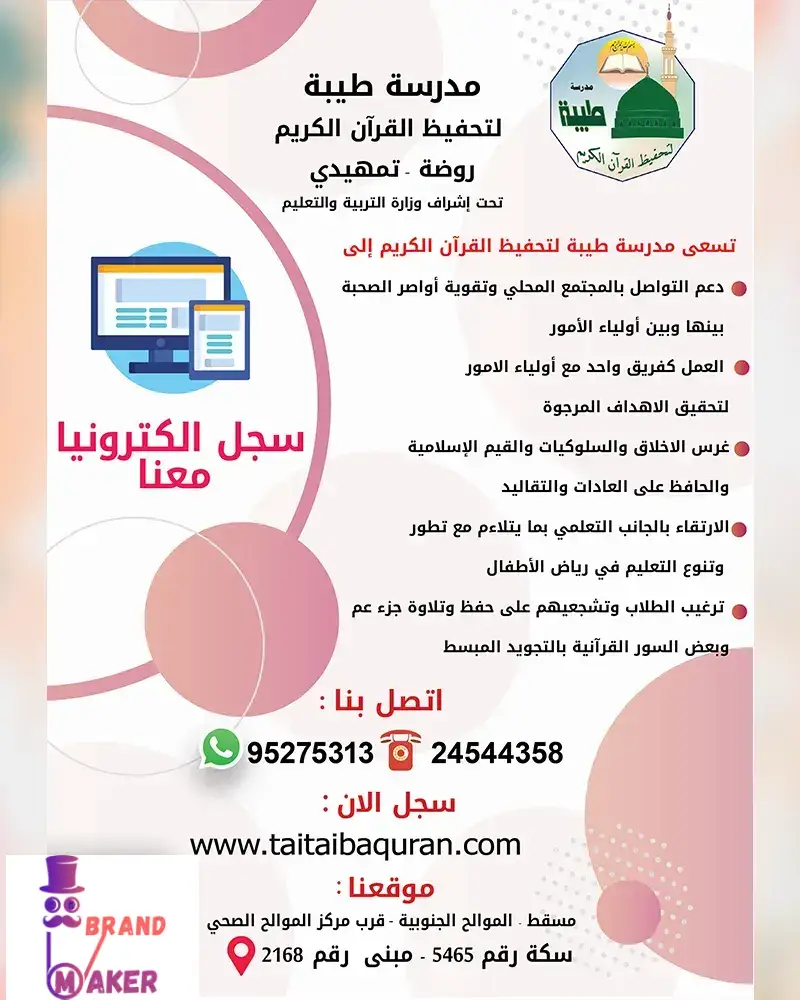 مدرسة طيبة
لتحفيظ القرآن الكريم
روضة - تمهيدي
تحت إشراف وزارة التربية والتعليم
مدرسة
طيبة
لتحفيظ القرآن الكريم
تسعى مدرسة طيبة لتحفيظ القرآن الكريم إلى
دعم التواصل بالمجتمع المحلي وتقوية أواصر الصحبة
بينها وبين أولياء الأمور
العمل كفريق واحد مع أولياء الامور
لتحقيق الاهداف المرجوة
غرس الاخلاق والسلوكيات والقيم الإسلامية
والحافظ على العادات والتقاليد
الارتقاء بالجانب التعلمي بما يتلاءم مع تطور
وتنوع التعليم في رياض الأطفال
ترغيب الطلاب وتشجعيهم على حفظ وتلاوة جزء عم
وبعض السور القرآنية بالتجويد المبسط
سجل الكترونيا
معنا
اتصل بنا :
95275313 24544358
سجل الان :
www.taitaibaquran.com
موقعنا :
مسقط - الموالح الجنوبية - قرب مركز الموالح الصحي
سكة رقم 5465 - مبنى رقم 2168
BRAND
MAKER